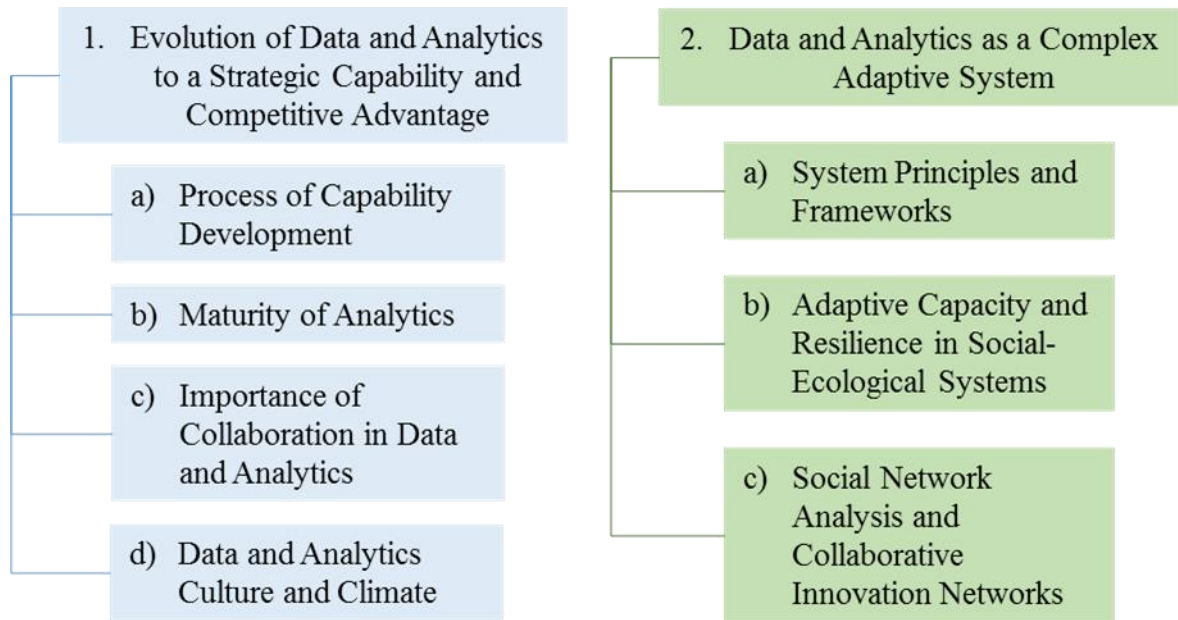 1. Evolution of Data and Analytics
to a Strategic Capability and
Competitive Advantage
a) Process of Capability
Development
b) Maturity of Analytics
c) Importance of
Collaboration in Data
and Analytics
d) Data and Analytics
Culture and Climate
2. Data and Analytics as a Complex
Adaptive System
a) System Principles and
Frameworks
b) Adaptive Capacity and
Resilience in Social-
Ecological Systems
c) Social Network
Analysis and
Collaborative
Innovation Networks